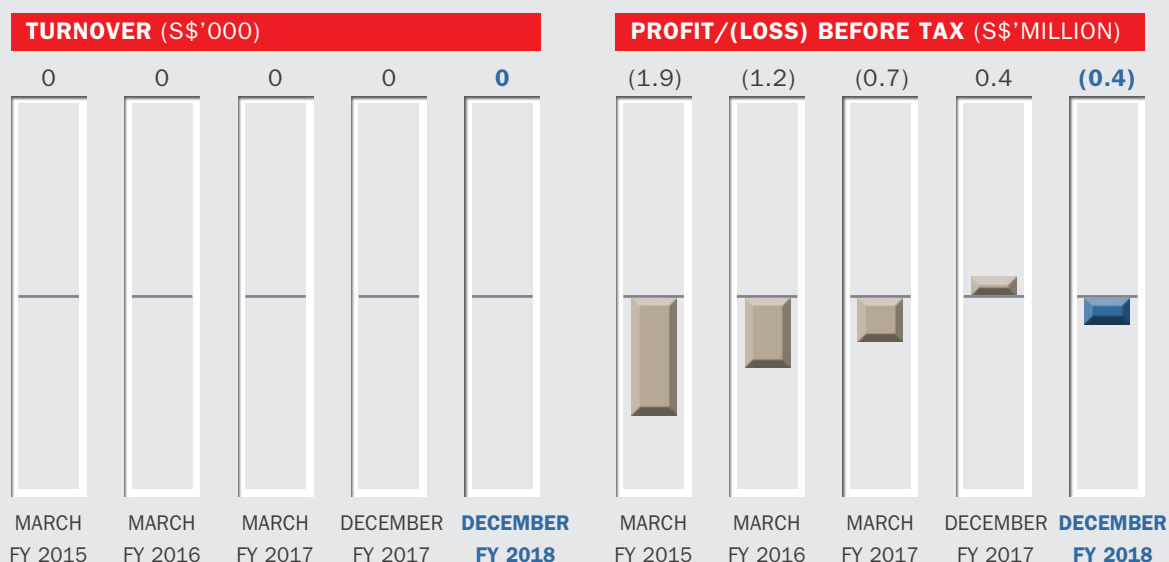 TURNOVER (S$'000)
0 0 0 0 0
MARCH MARCH MARCH DECEMBER DECEMBER
FY 2015 FY 2016 FY 2017 FY 2017 FY 2018
PROFIT/(LOSS) BEFORE TAX (S$'MILLION)
(1.9) (1.2) (0.7) 0.4 (0.4)
MARCH MARCH MARCH DECEMBER DECEMBER
FY 2015 FY 2016 FY 2017 FY 2017 FY 2018